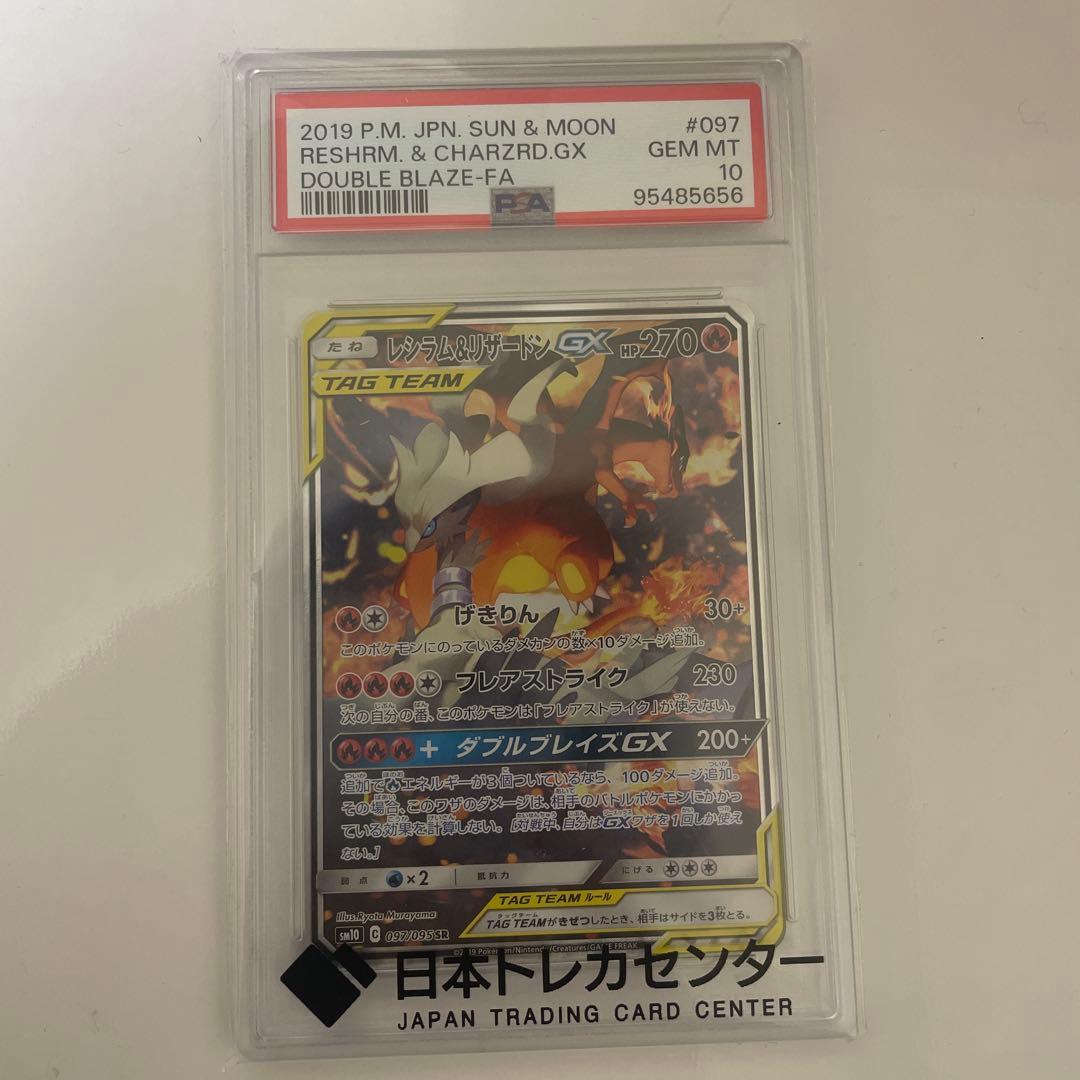 2019 P.M. JPN. SUN & MOON #097
RESHRM. & CHARZRD.GX GEM MT
DOUBLE BLAZE-FA 10
PSA 95485656
たね レシラム&リザードンGX HP270
TAG TEAM
げきりん 30+
このポケモンにのっているダメカンの数×10ダメージ追加。
フレアストライク 230
次の自分の番、このポケモンは「フレアストライク」が使えない。
+ ダブルブレイズGX 200+
追加で エネルギーが3個ついているなら、100ダメージ追加。
その場合、このワザのダメージは、相手のバトルポケモンにかかっ
ている効果を計算しない。[対戦中、自分はGXワザを1回しか使え
ない。]
弱点 ×2 抵抗力 にげる
TAG TEAM ルール
TAG TEAMがきぜつしたとき、相手はサイドを3枚とる。
Illus.Ryota Murayama
sm10 C 097/095 SR
Pokémon/Nintendo/Creatures/GAME FREAK
日本トレカセンター
JAPAN TRADING CARD CENTER